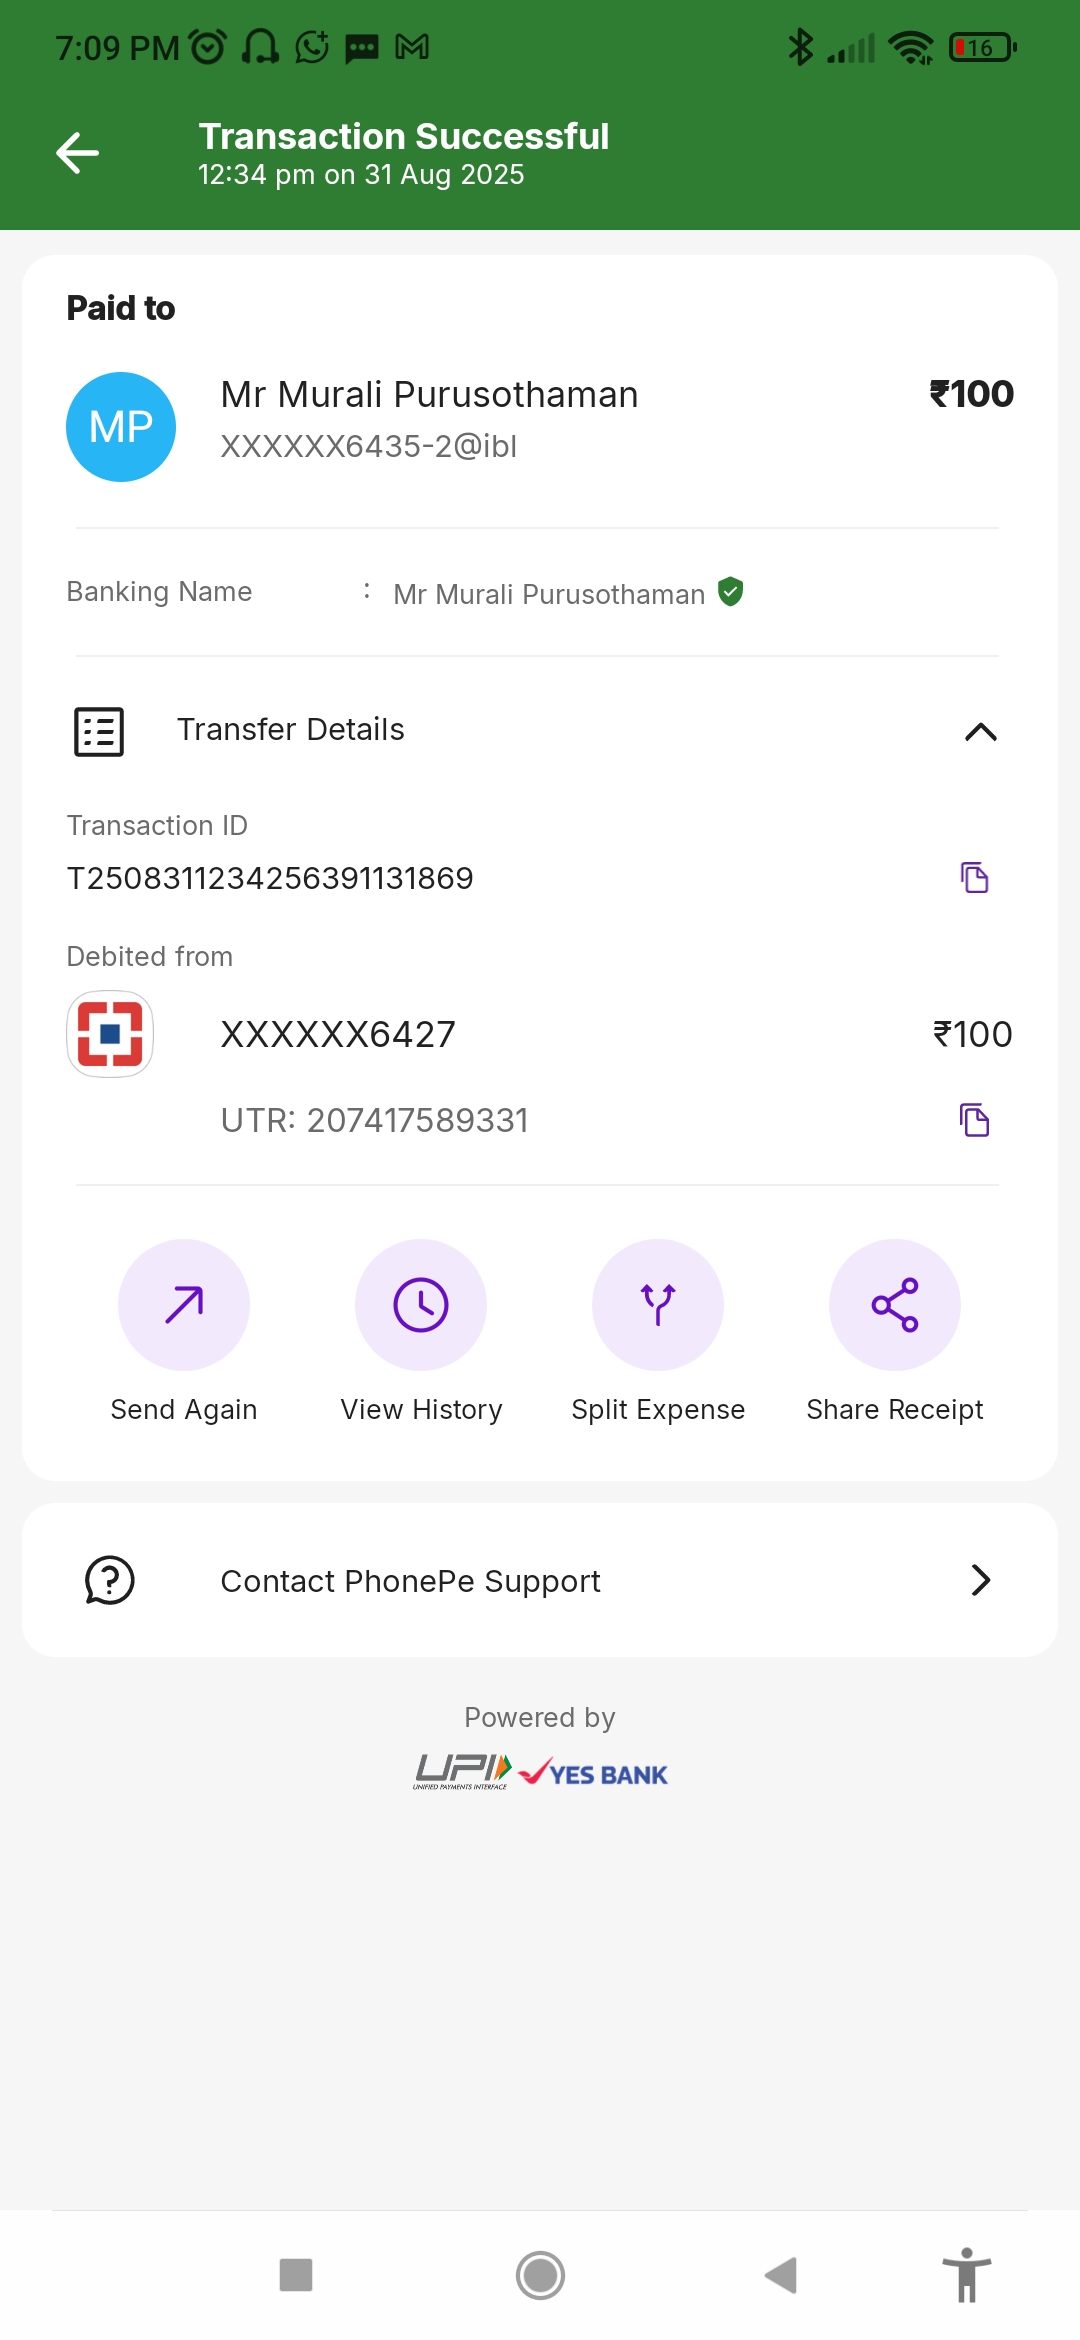 7:09 PM
16
Transaction Successful
12:34 pm on 31 Aug 2025
Paid to
MP
Mr Murali Purusothaman
₹100
XXXXXX6435-2@ibl
Banking Name : Mr Murali Purusothaman
Transfer Details
Transaction ID
T2508311234256391131869
Debited from
XXXXXX6427
₹100
UTR: 207417589331
Send Again
View History
Split Expense
Share Receipt
Contact PhonePe Support
Powered by
UPI
UNIFIED PAYMENTS INTERFACE
YES BANK